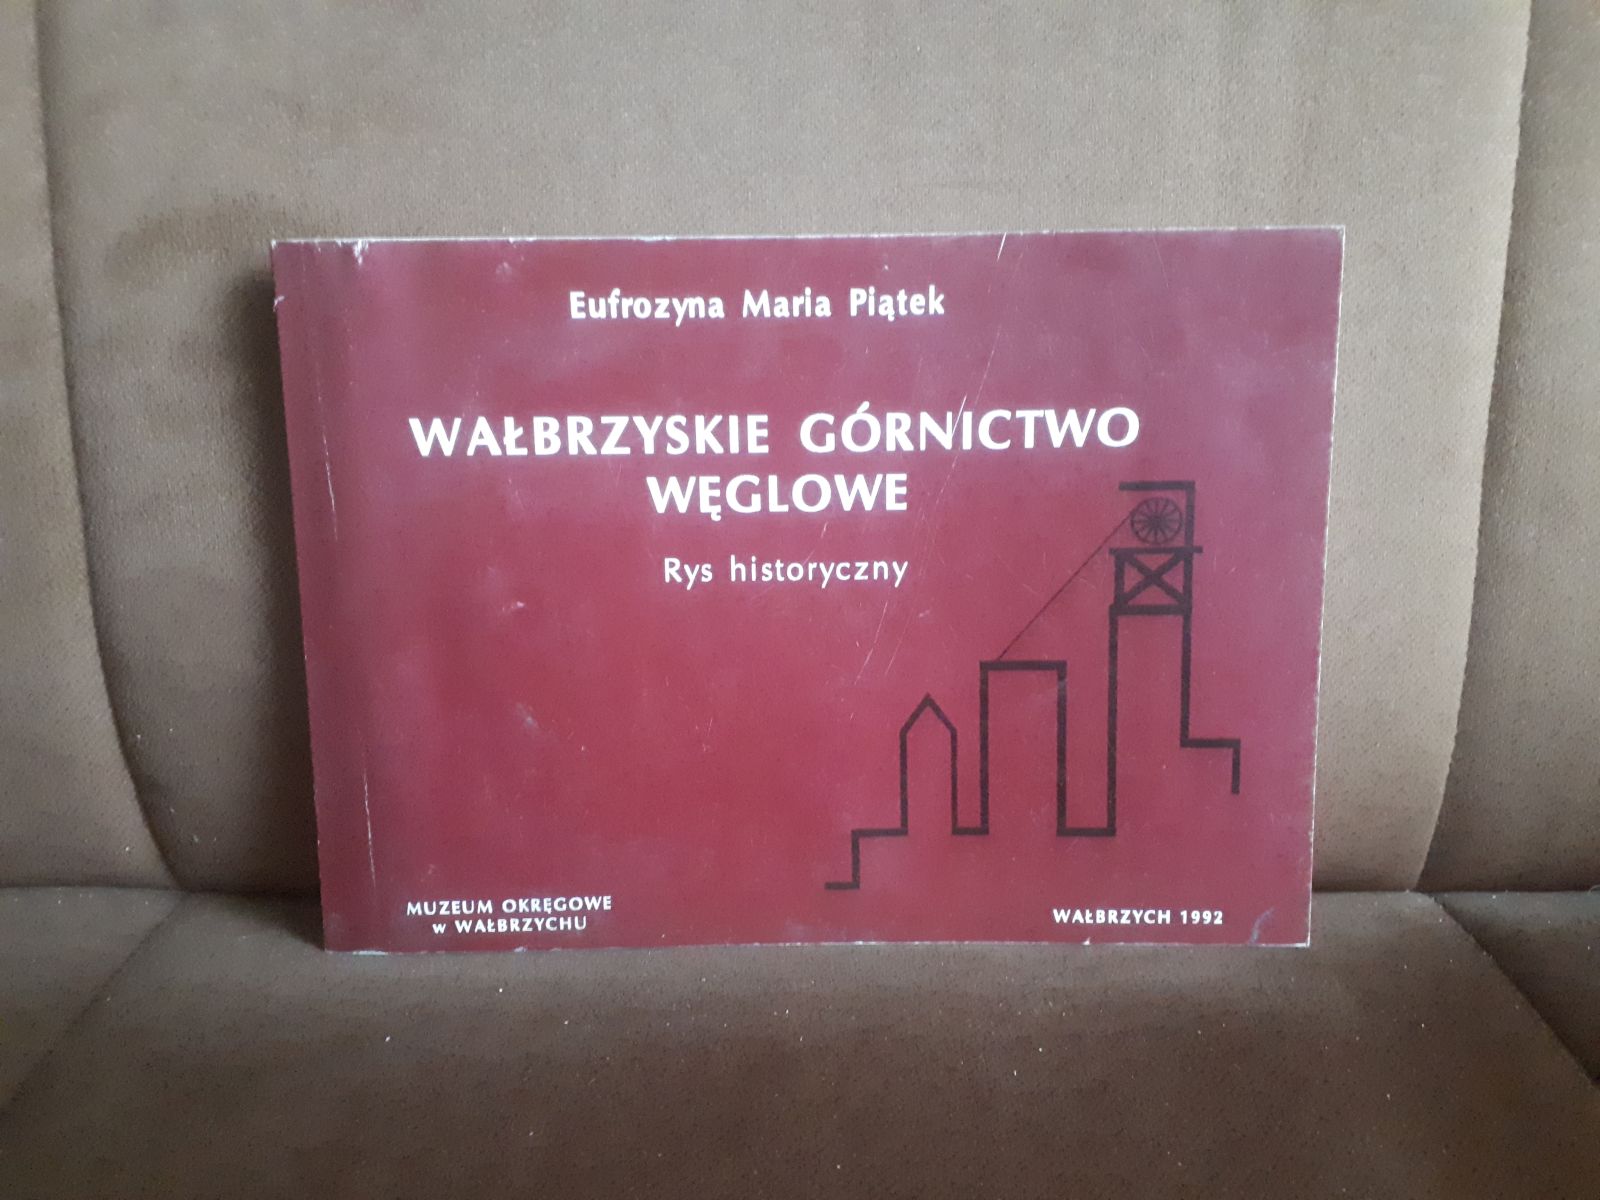 Eufrozyna Maria Piątek
WAŁBRZYSKIE GÓRNICTWO
WĘGLOWE
Rys historyczny
MUZEUM OKRĘGOWE
w WAŁBRZYCHU
WAŁBRZYCH 1992